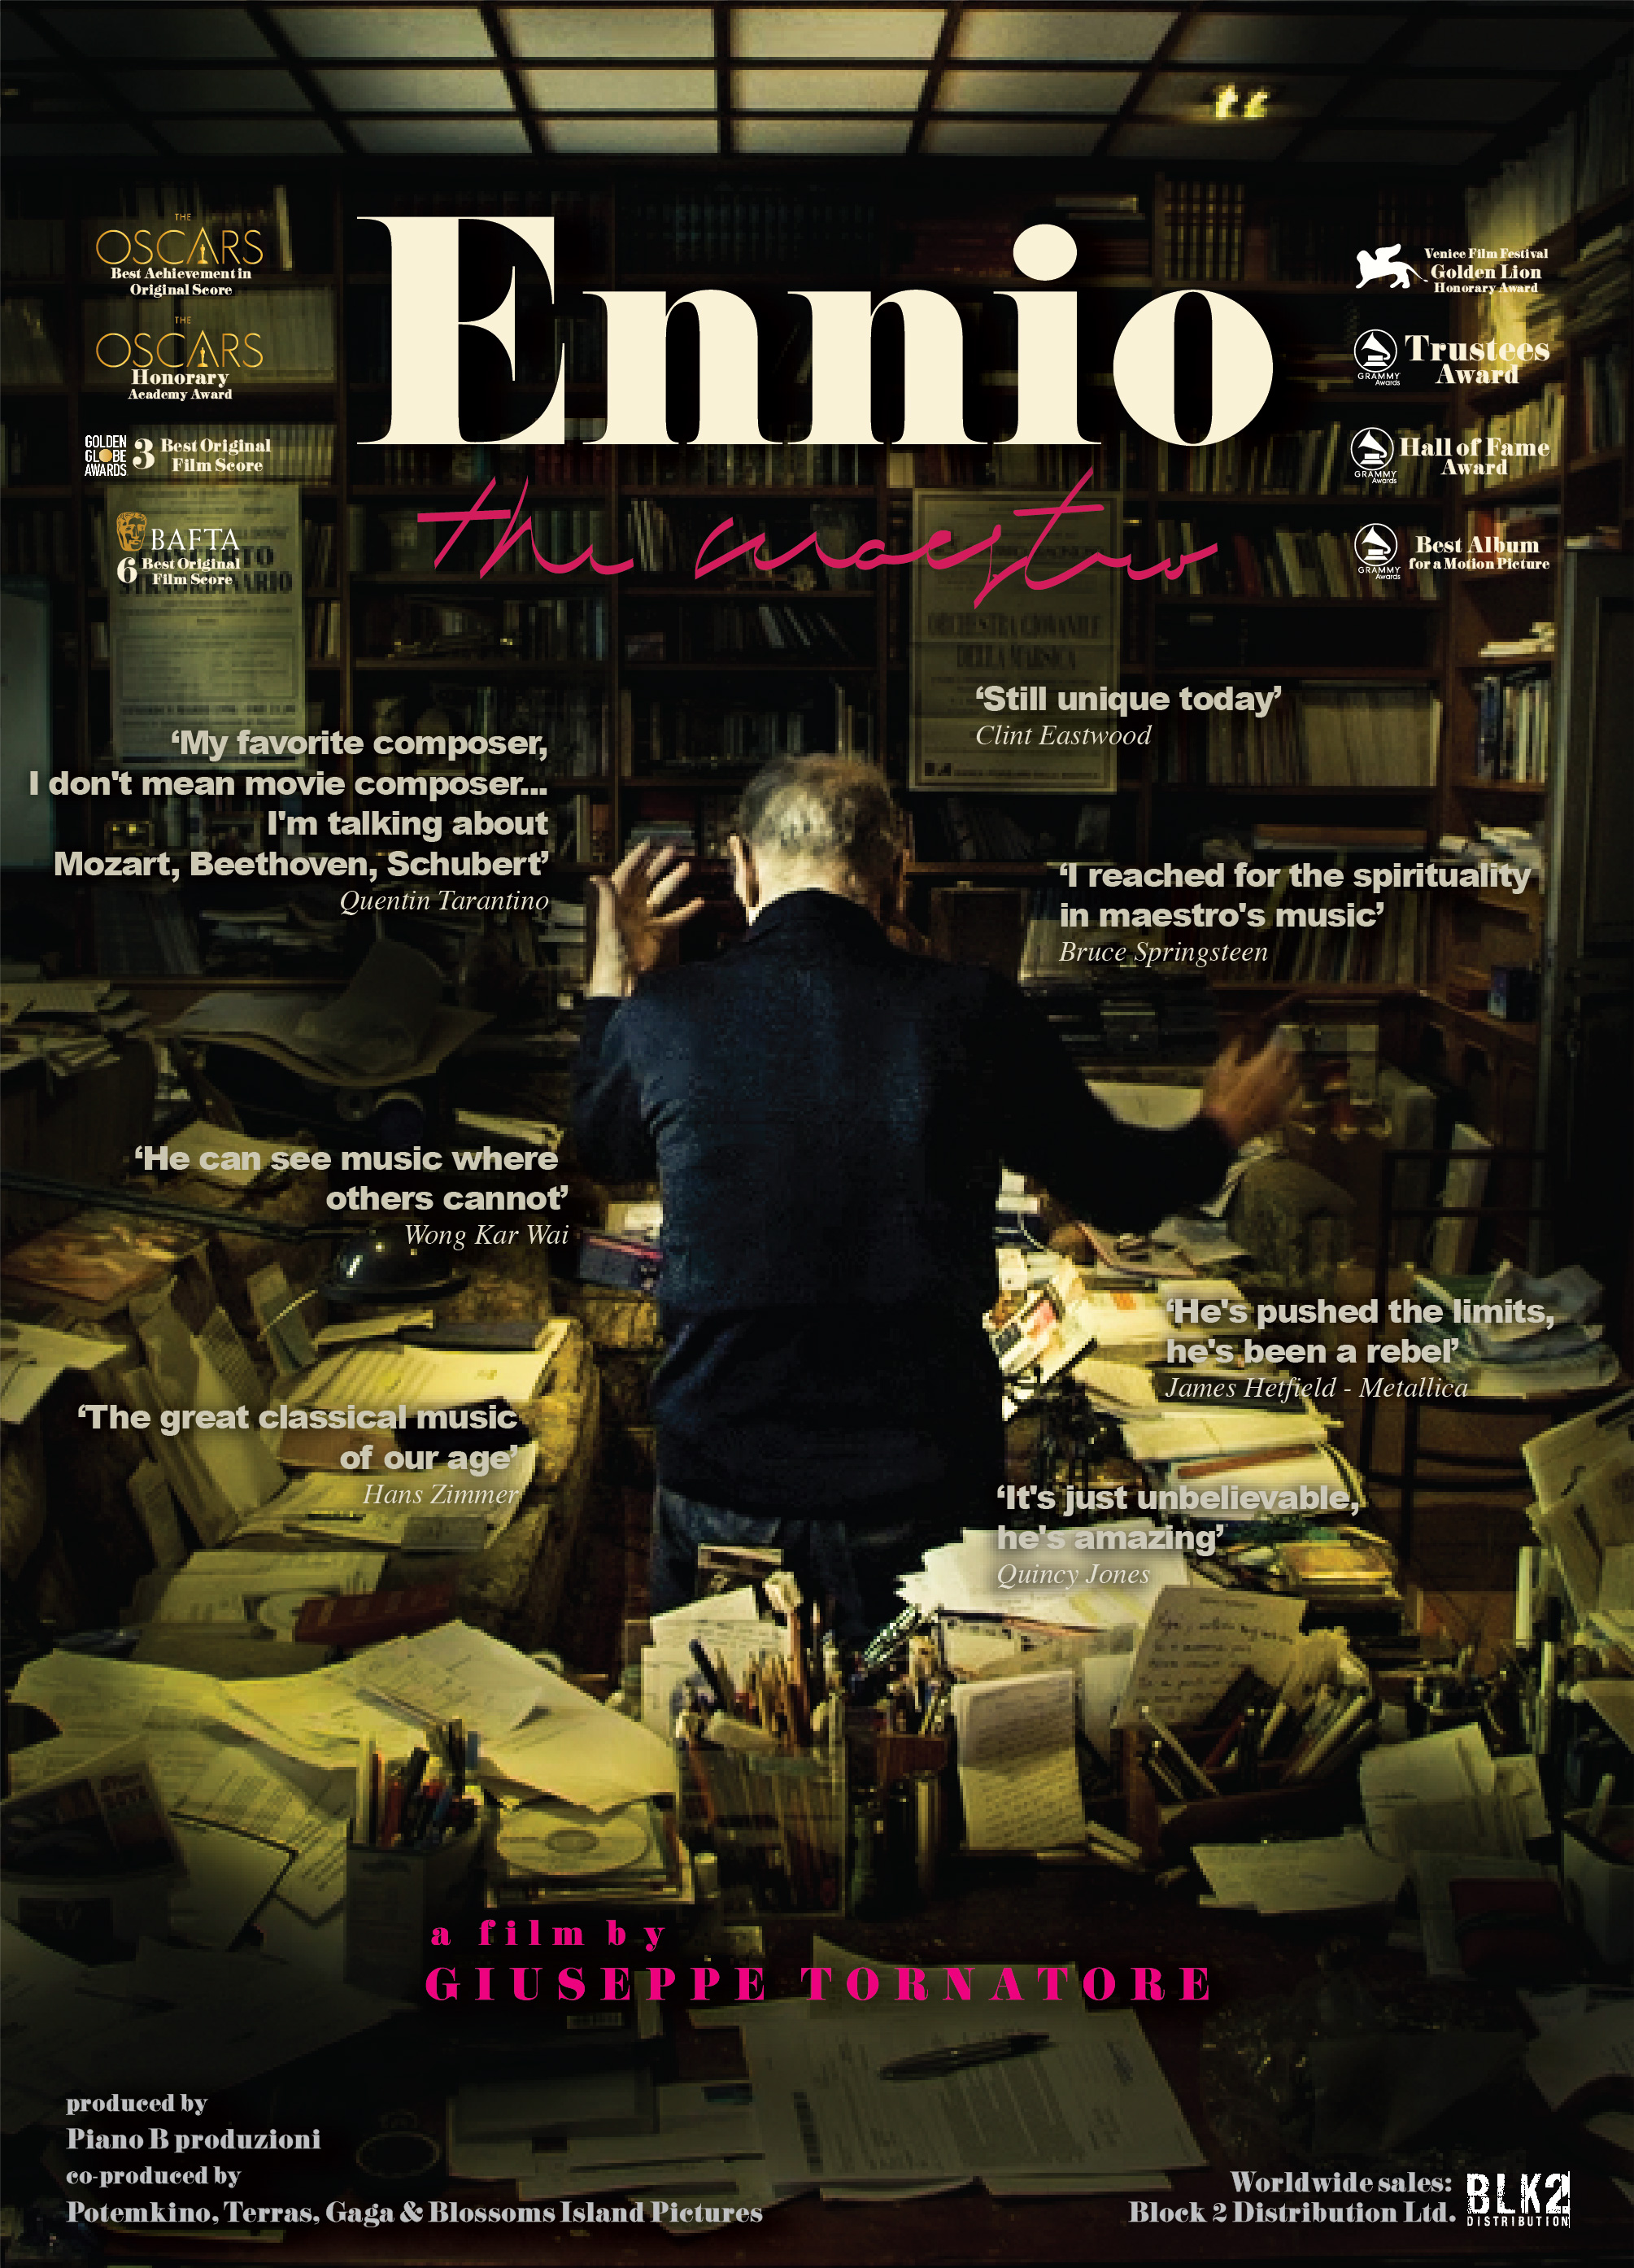 Ennio
the maestro
THE
OSCARS
Best Achievement in
Original Score
THE
OSCARS
Honorary
Academy Award
GOLDEN
GLOBE
AWARDS
3 Best Original
Film Score
BAFTA
6 Best Original
Film Score
Venice Film Festival
Golden Lion
Honorary Award
GRAMMY
Awards
Trustees
Award
GRAMMY
Awards
Hall of Fame
Award
GRAMMY
Awards
Best Album
for a Motion Picture
ORCHESTRA GIOVANILE
DELLA MARSICA
‘My favorite composer,
I don't mean movie composer...
I'm talking about
Mozart, Beethoven, Schubert’
Quentin Tarantino
‘Still unique today’
Clint Eastwood
‘I reached for the spirituality
in maestro's music’
Bruce Springsteen
‘He can see music where
others cannot’
Wong Kar Wai
‘He's pushed the limits,
he's been a rebel’
James Hetfield - Metallica
‘The great classical music
of our age’
Hans Zimmer
‘It's just unbelievable,
he's amazing’
Quincy Jones
a film by
GIUSEPPE TORNATORE
produced by
Piano B produzioni
co-produced by
Potemkino, Terras, Gaga & Blossoms Island Pictures
Worldwide sales:
Block 2 Distribution Ltd.
BLK2
DISTRIBUTION